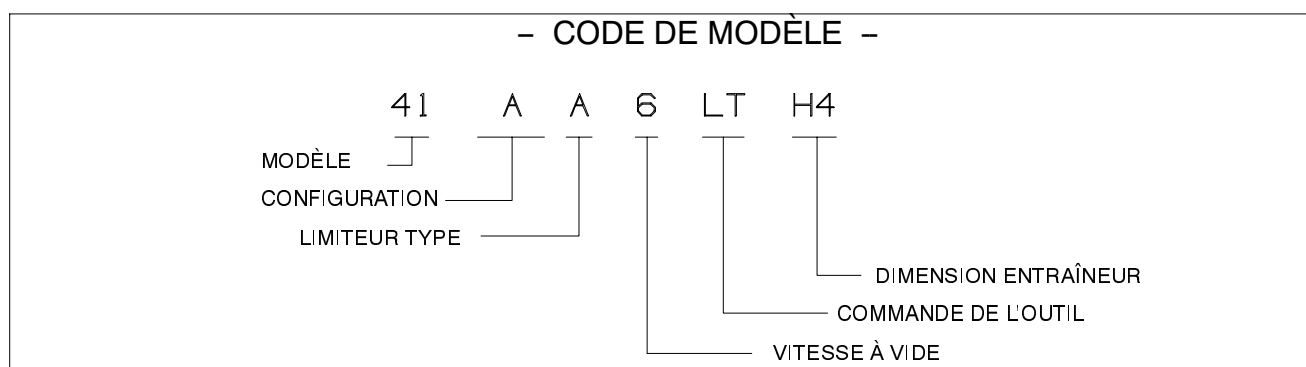 – CODE DE MODÈLE –
41 A A 6 LT H4
MODÈLE
CONFIGURATION
LIMITEUR TYPE
DIMENSION ENTRAÎNEUR
COMMANDE DE L'OUTIL
VITESSE À VIDE